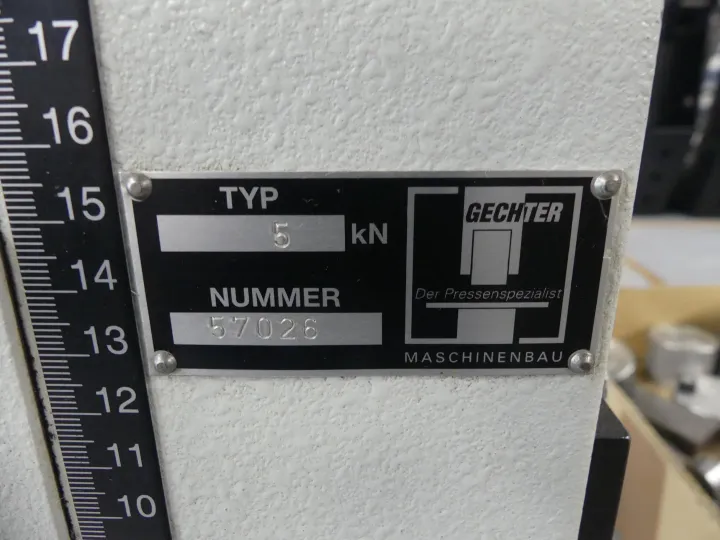 17
16
15
14
13
12
11
10
TYP
5 kN
NUMMER
57026
GECHTER
Der Pressenspezialist
MASCHINENBAU